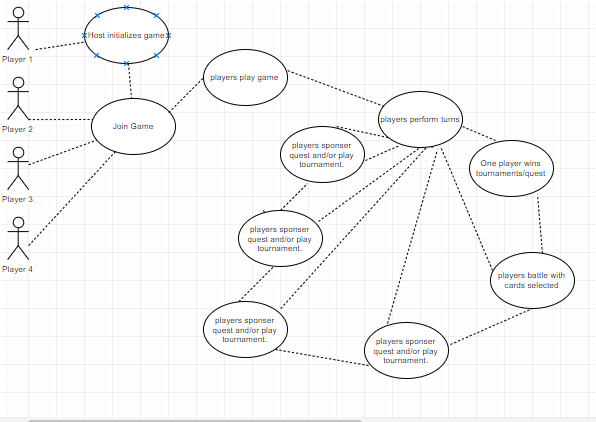 Host initializes game
Player 1
players play game
Player 2
Join Game
players perform turns
players sponser
quest and/or play
tournament.
One player wins
tournaments/quest
Player 3
players sponser
quest and/or play
tournament.
Player 4
players battle with
cards selected
players sponser
quest and/or play
tournament.
players sponser
quest and/or play
tournament.